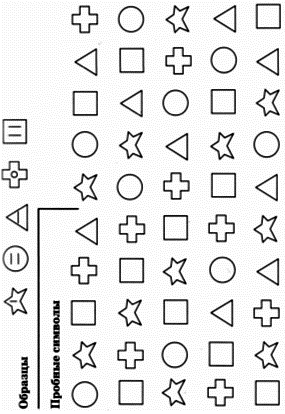 Образцы
Пробные символы